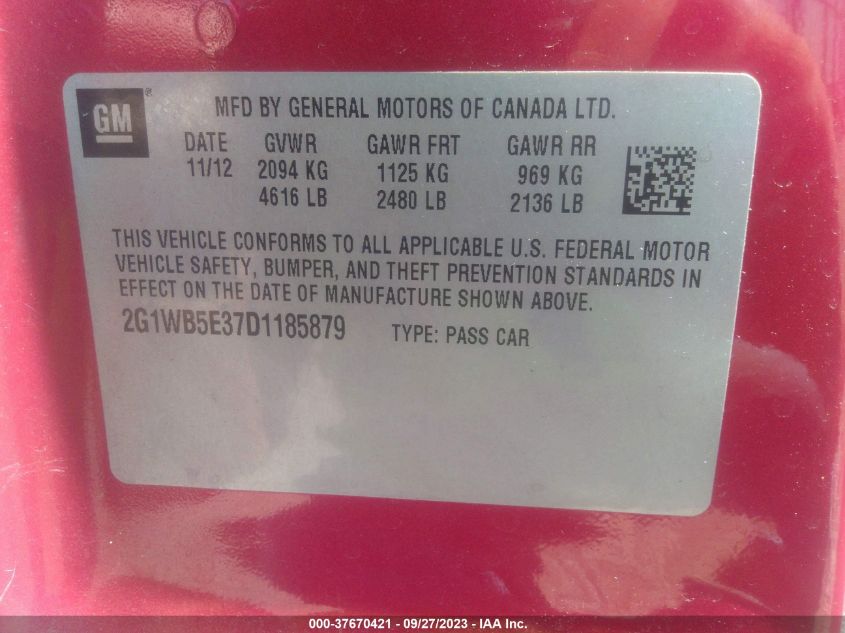 GM®
MFD BY GENERAL MOTORS OF CANADA LTD.
DATE GVWR GAWR FRT GAWR RR
11/12 2094 KG 1125 KG 969 KG
4616 LB 2480 LB 2136 LB
THIS VEHICLE CONFORMS TO ALL APPLICABLE U.S. FEDERAL MOTOR
VEHICLE SAFETY, BUMPER, AND THEFT PREVENTION STANDARDS IN
EFFECT ON THE DATE OF MANUFACTURE SHOWN ABOVE.
2G1WB5E37D1185879 TYPE: PASS CAR
000-37670421 - 09/27/2023 - IAA Inc.